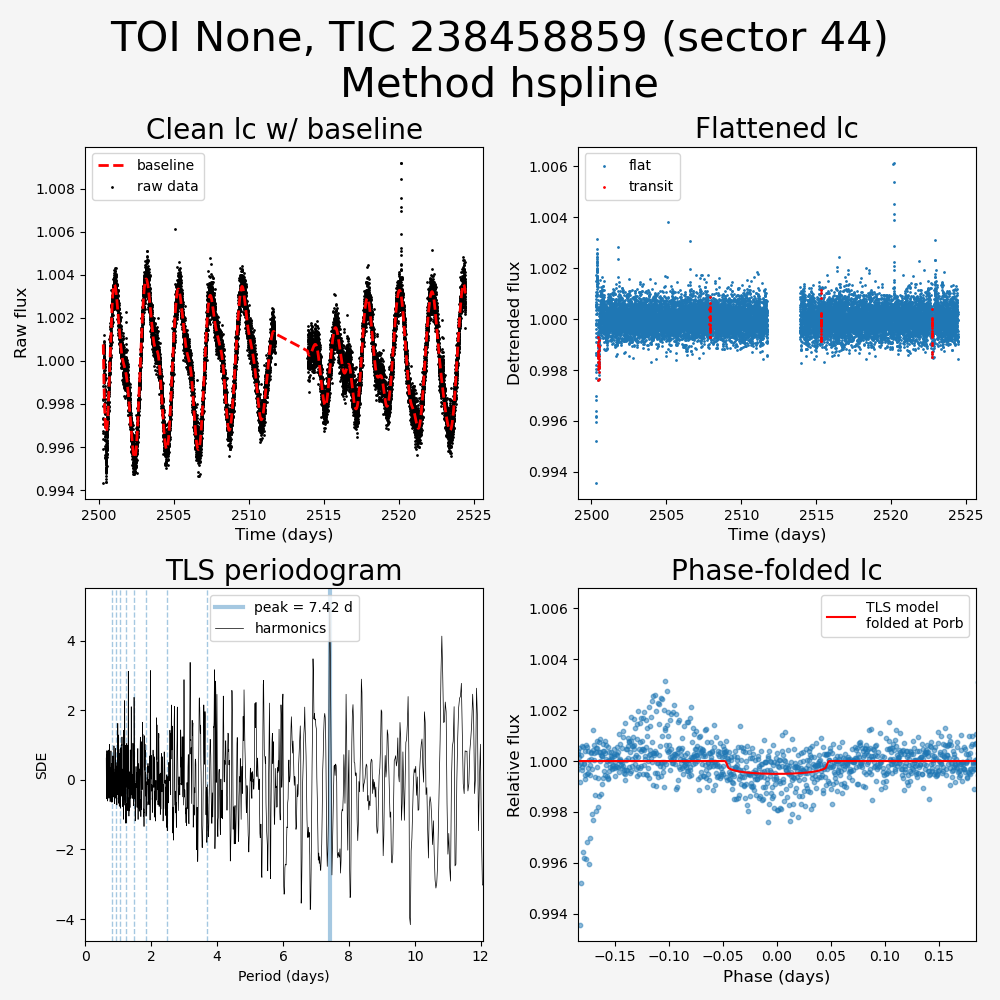 TOI None, TIC 238458859 (sector 44)
Method hspline
Clean lc w/ baseline
baseline
raw data
Raw flux
1.008
1.006
1.004
1.002
1.000
0.998
0.996
0.994
2500
2505
2510
2515
2520
2525
Time (days)
Flattened lc
flat
transit
Detrended flux
1.006
1.004
1.002
1.000
0.998
0.996
0.994
2500
2505
2510
2515
2520
2525
Time (days)
TLS periodogram
peak = 7.42 d
harmonics
SDE
4
2
0
−2
−4
0
2
4
6
8
10
12
Period (days)
Phase-folded lc
TLS model
folded at Porb
Relative flux
1.006
1.004
1.002
1.000
0.998
0.996
0.994
−0.15
−0.10
−0.05
0.00
0.05
0.10
0.15
Phase (days)